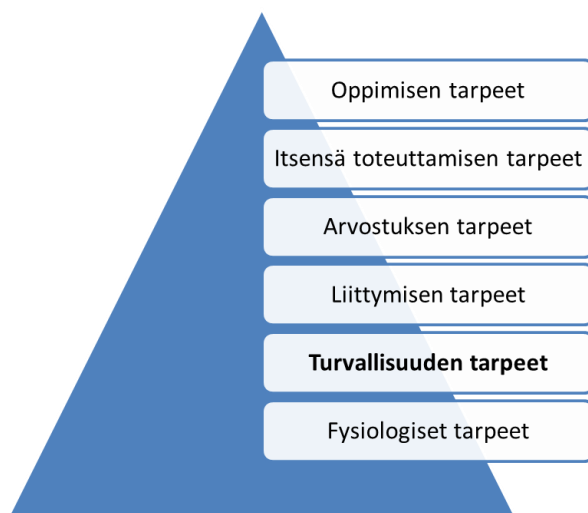 Oppimisen tarpeet
Itsensä toteuttamisen tarpeet
Arvostuksen tarpeet
Liittymisen tarpeet
Turvallisuuden tarpeet
Fysiologiset tarpeet